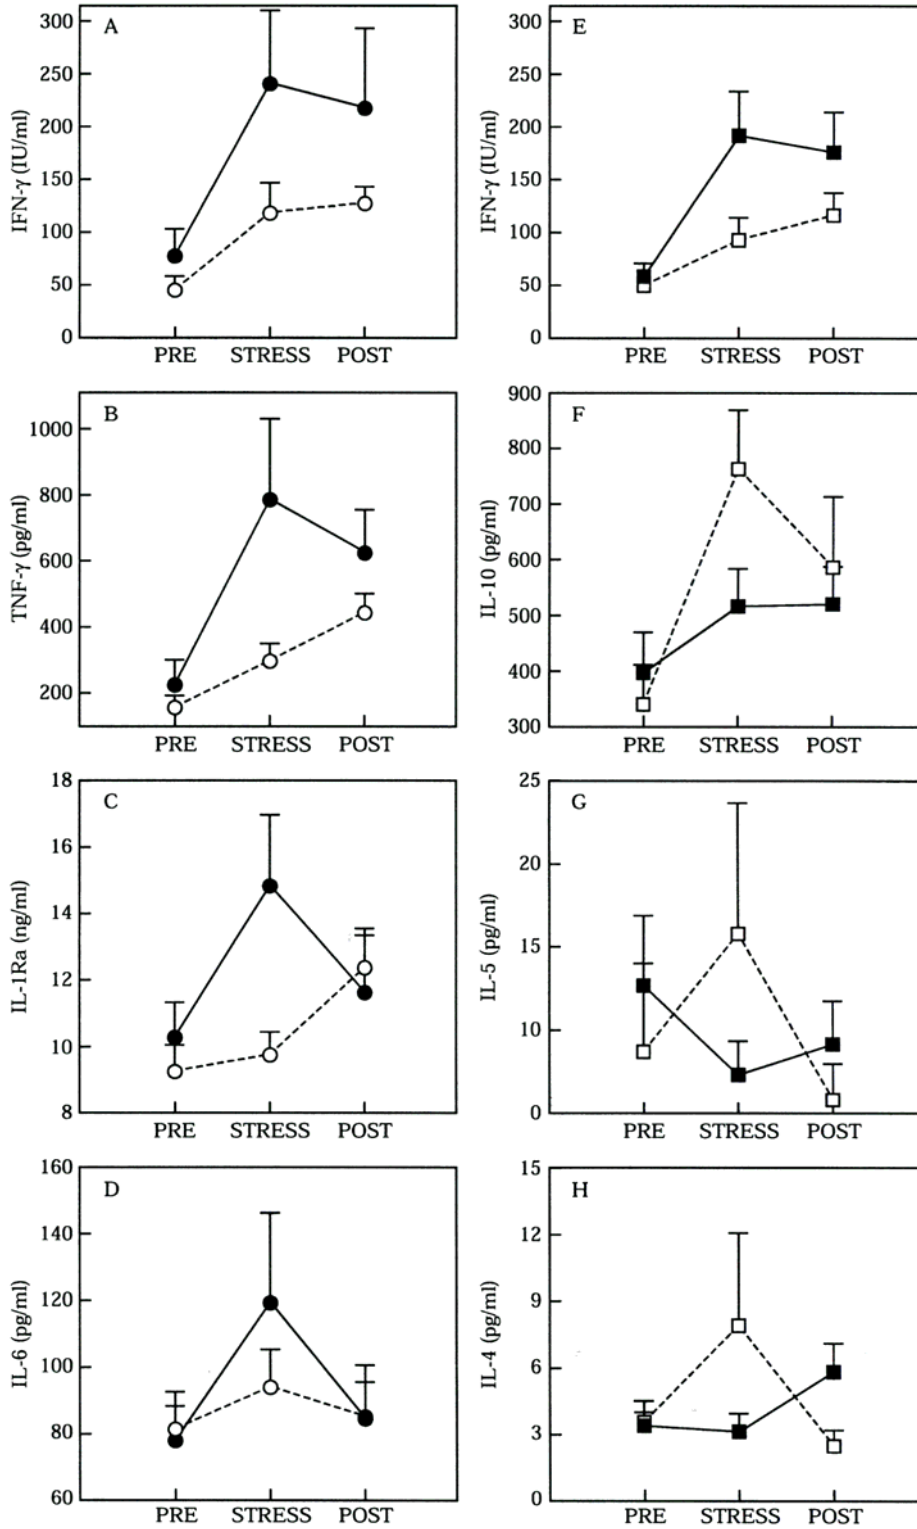 A
IFN-γ (IU/ml)
300
250
200
150
100
50
0
PRE STRESS POST
E
IFN-γ (IU/ml)
300
250
200
150
100
50
0
PRE STRESS POST
B
TNF-γ (pg/ml)
1000
800
600
400
200
PRE STRESS POST
F
IL-10 (pg/ml)
900
800
700
600
500
400
300
PRE STRESS POST
C
IL-1Ra (ng/ml)
18
16
14
12
10
8
PRE STRESS POST
G
IL-5 (pg/ml)
25
20
15
10
0
PRE STRESS POST
D
IL-6 (pg/ml)
160
140
120
100
80
60
PRE STRESS POST
H
IL-4 (pg/ml)
15
12
9
6
3
0
PRE STRESS POST